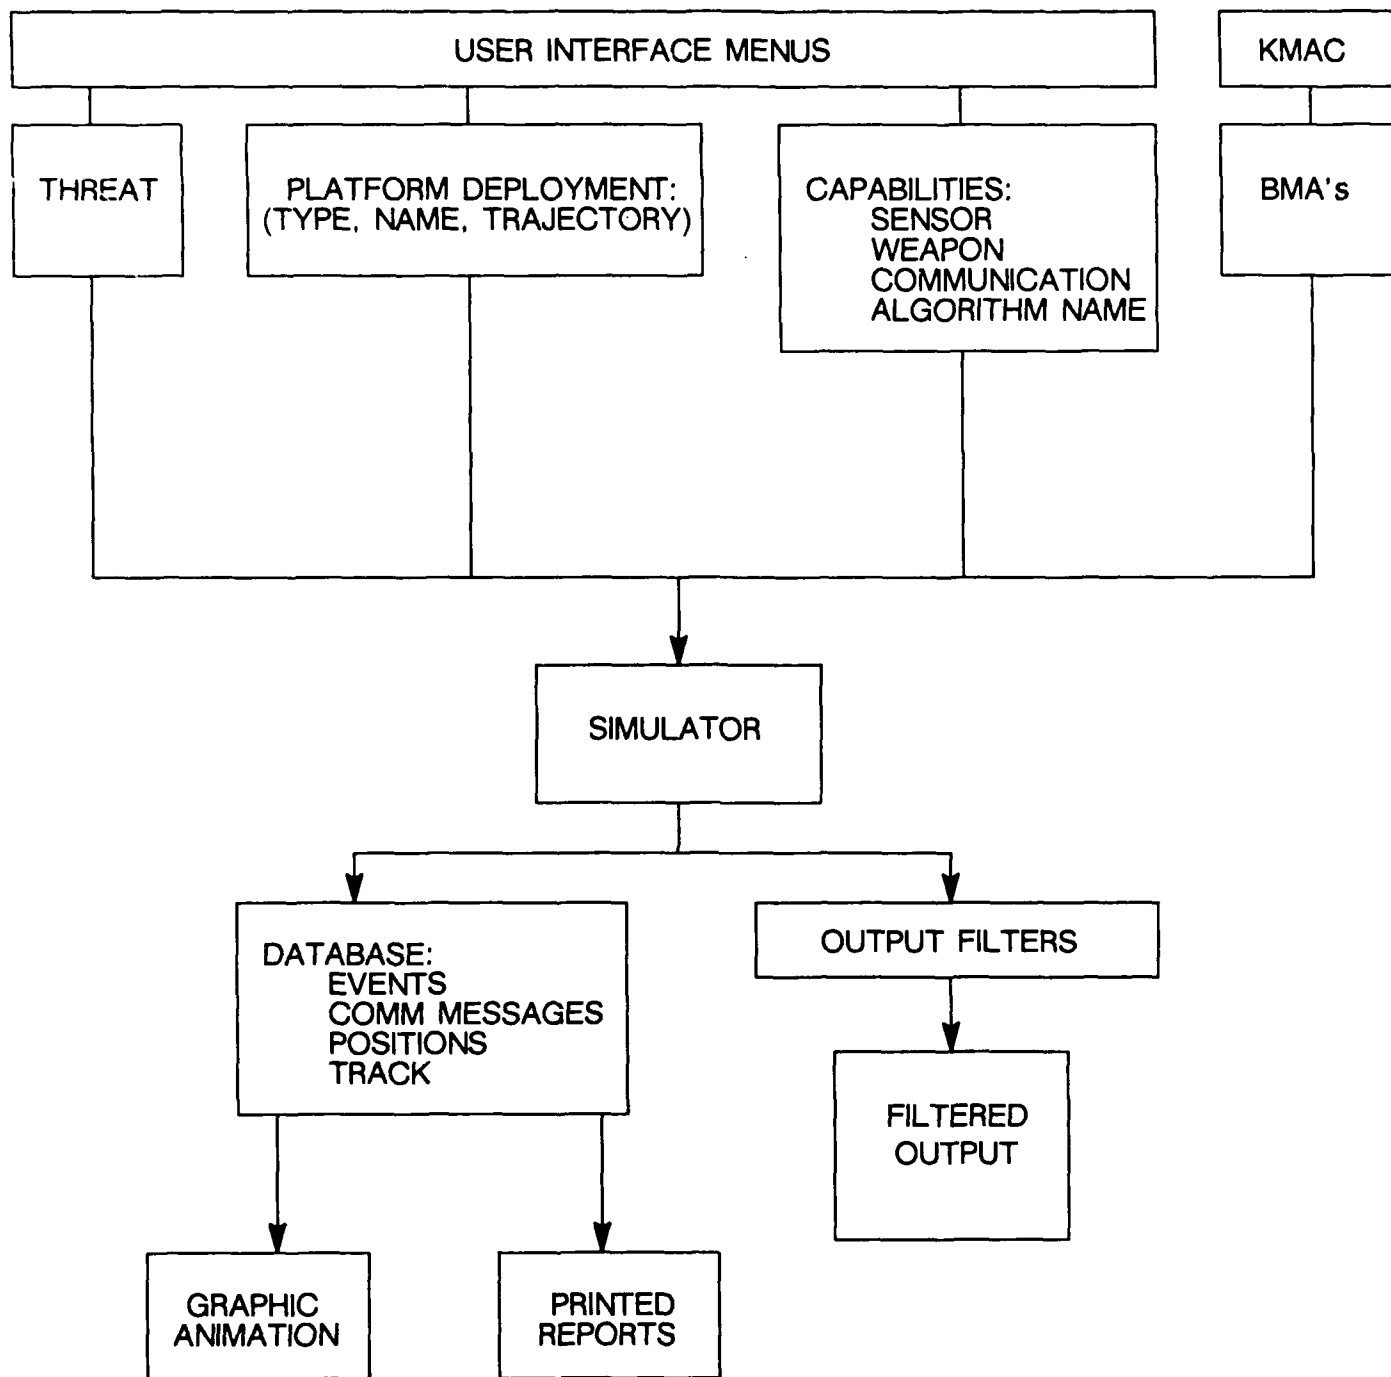 USER INTERFACE MENUS
KMAC
THREAT
PLATFORM DEPLOYMENT:
(TYPE, NAME, TRAJECTORY)
CAPABILITIES:
SENSOR
WEAPON
COMMUNICATION
ALGORITHM NAME
BMA's
SIMULATOR
DATABASE:
EVENTS
COMM MESSAGES
POSITIONS
TRACK
OUTPUT FILTERS
FILTERED
OUTPUT
GRAPHIC
ANIMATION
PRINTED
REPORTS